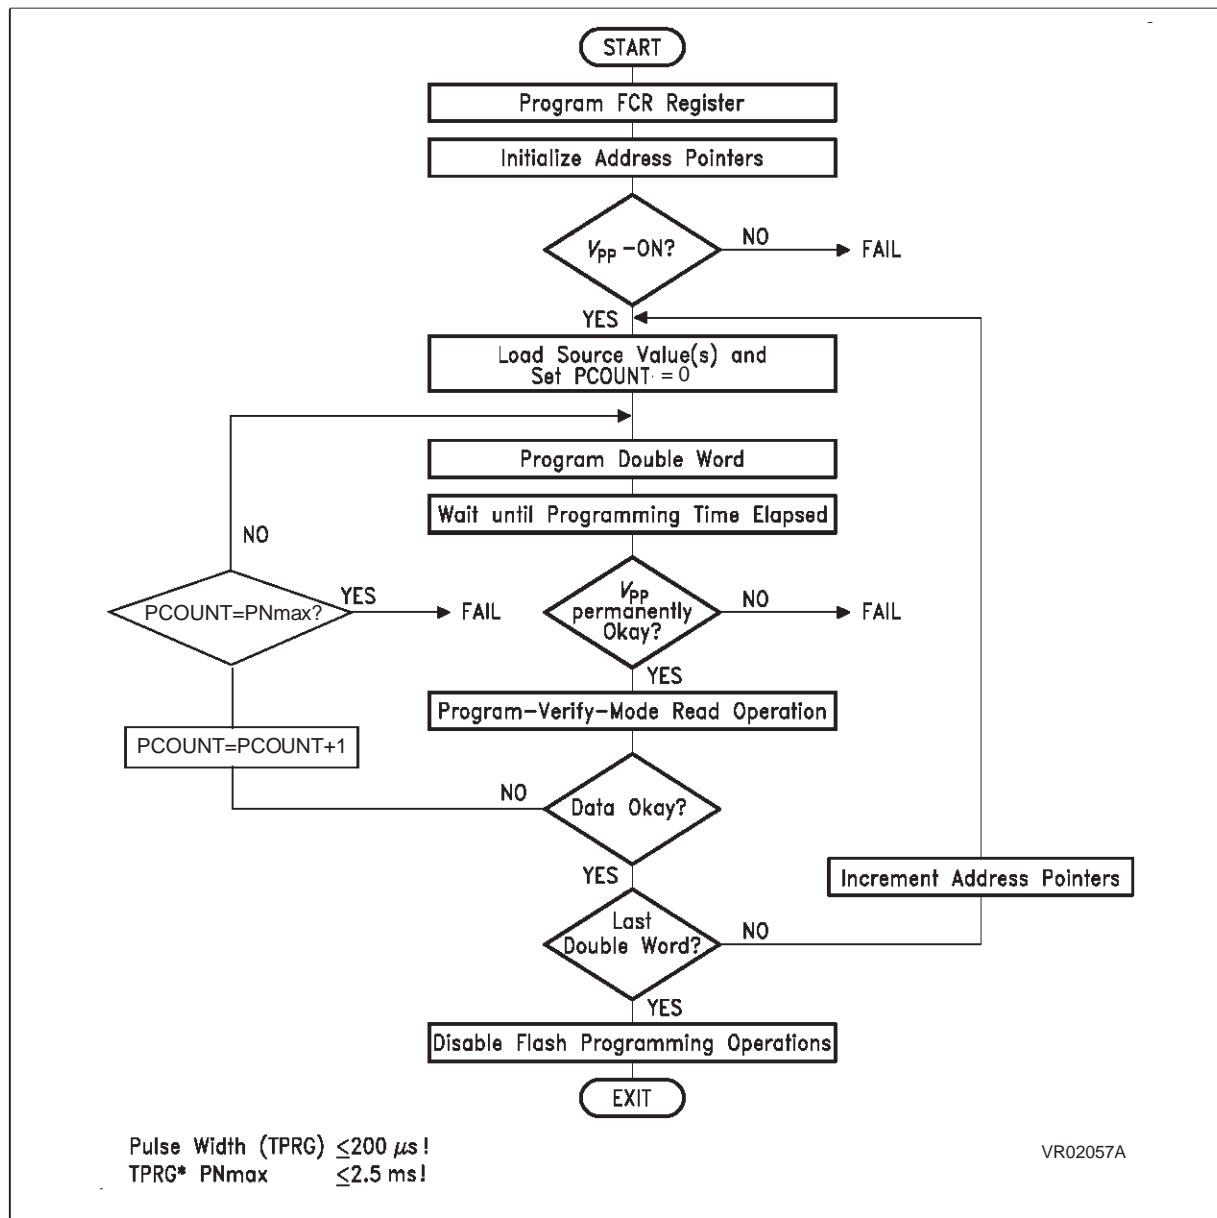 START
Program FCR Register
Initialize Address Pointers
VPP-ON?
NO
FAIL
YES
Load Source Value(s) and
Set PCOUNT = 0
Program Double Word
Wait until Programming Time Elapsed
NO
PCOUNT=PNmax?
YES
FAIL
VPP
permanently
Okay?
NO
FAIL
YES
Program-Verify-Mode Read Operation
PCOUNT=PCOUNT+1
NO
Data Okay?
YES
Increment Address Pointers
Last
Double Word?
NO
YES
Disable Flash Programming Operations
EXIT
Pulse Width (TPRG) ≤200 μs!
TPRG* PNmax ≤2.5 ms!
VR02057A